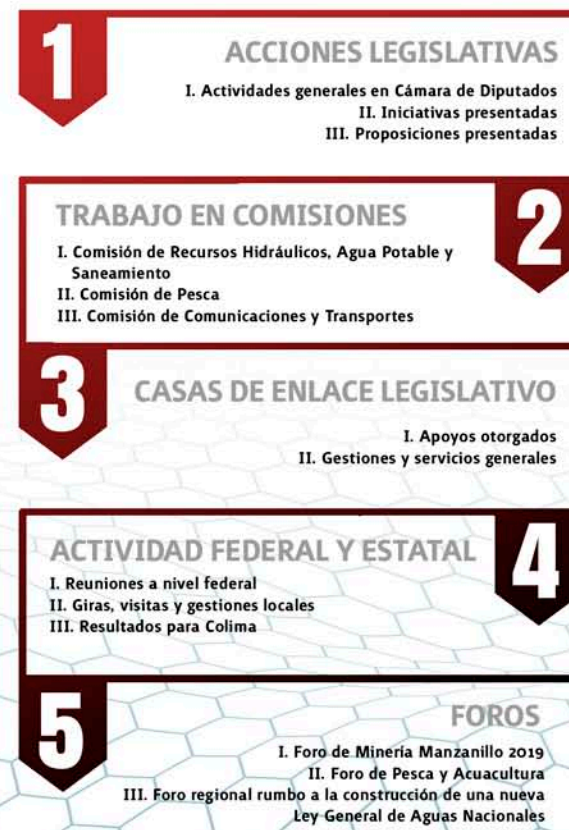 1
ACCIONES LEGISLATIVAS
I. Actividades generales en Cámara de Diputados
II. Iniciativas presentadas
III. Proposiciones presentadas
TRABAJO EN COMISIONES
2
I. Comisión de Recursos Hidráulicos, Agua Potable y
Saneamiento
II. Comisión de Pesca
III. Comisión de Comunicaciones y Transportes
3
CASAS DE ENLACE LEGISLATIVO
I. Apoyos otorgados
II. Gestiones y servicios generales
ACTIVIDAD FEDERAL Y ESTATAL
4
I. Reuniones a nivel federal
II. Giras, visitas y gestiones locales
III. Resultados para Colima
5
FOROS
I. Foro de Minería Manzanillo 2019
II. Foro de Pesca y Acuacultura
III. Foro regional rumbo a la construcción de una nueva
Ley General de Aguas Nacionales